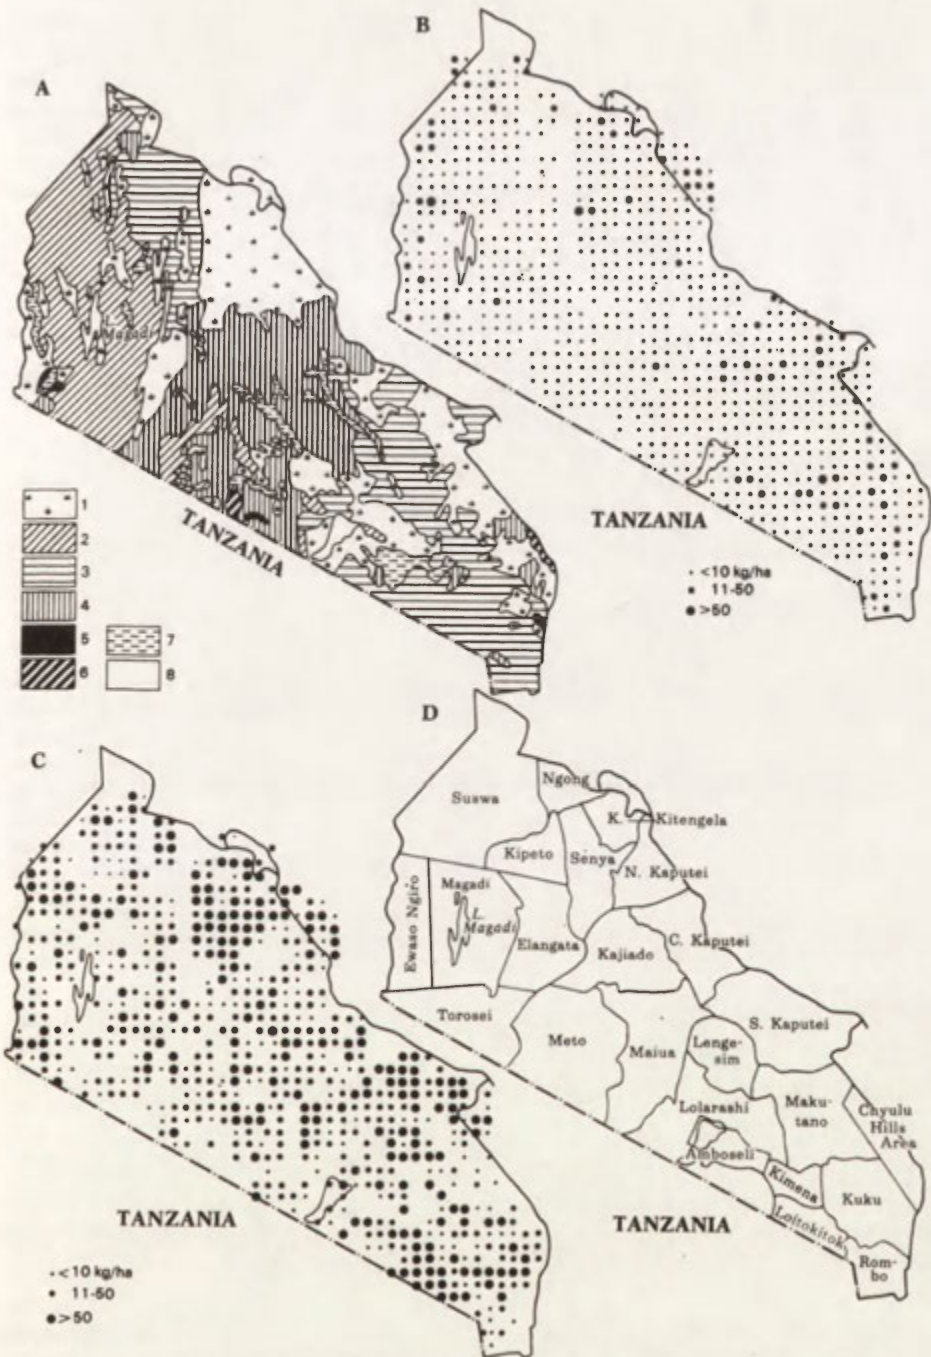 A
Magadi
TANZANIA
1
2
3
4
5
6
7
8
B
TANZANIA
<10 kg/ha
11-50
>50
C
TANZANIA
<10 kg/ha
11-50
>50
D
Suswa
Ngong
K.
Kitengela
Kipeto
Senya
N. Kaputei
Ewaso Ngiro
Magadi
L.
Magadi
Elangata
Kajiado
C. Kaputei
Torosei
Meto
Maiua
S. Kaputei
Lenge-
sim
Lolarashi
Maku-
tano
Chyulu
Hills
Area
Amboseli
Kimena
Kuku
Loitokitok
Rom-
bo
TANZANIA